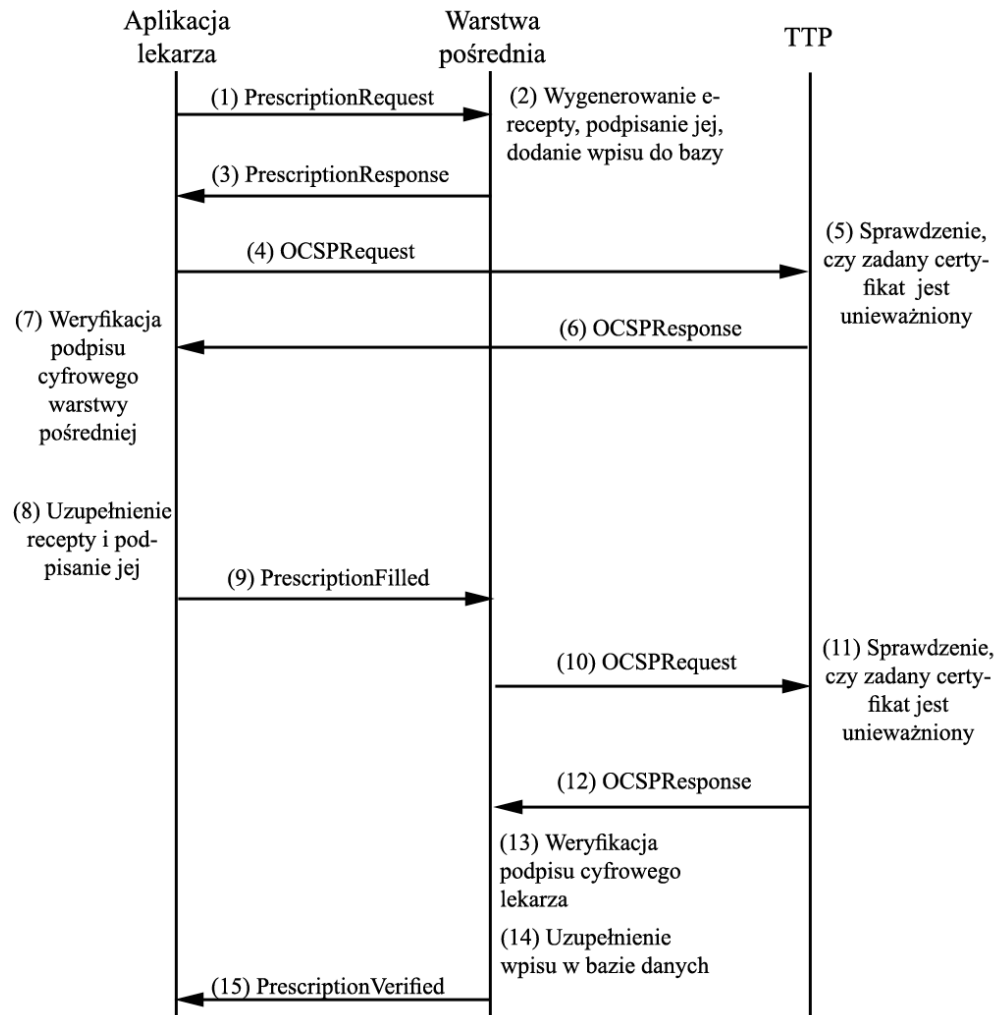 Aplikacja
lekarza
Warstwa
pośrednia
TTP
(1) PrescriptionRequest
(2) Wygenerowanie e-
recepty, podpisanie jej,
dodanie wpisu do bazy
(3) PrescriptionResponse
(4) OCSPRequest
(5) Sprawdzenie,
czy zadany certy-
fikat jest
unieważniony
(6) OCSPResponse
(7) Weryfikacja
podpisu
cyfrowego
warstwy
pośredniej
(8) Uzupełnienie
recepty i pod-
pisanie jej
(9) PrescriptionFilled
(10) OCSPRequest
(11) Sprawdzenie,
czy zadany certy-
fikat jest
unieważniony
(12) OCSPResponse
(13) Weryfikacja
podpisu cyfrowego
lekarza
(14) Uzupełnienie
wpisu w bazie danych
(15) PrescriptionVerified